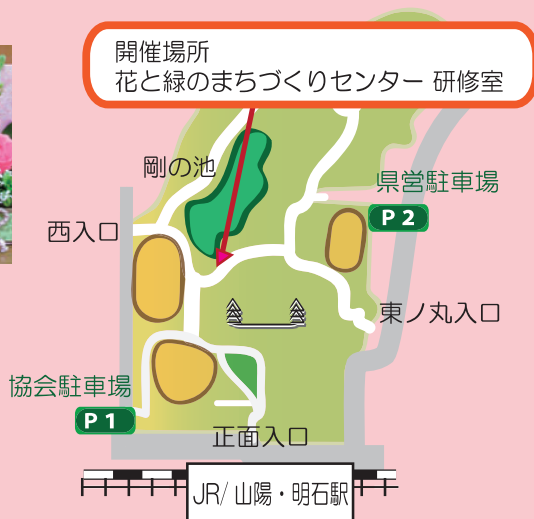 開催場所
花と緑のまちづくりセンター 研修室
剛の池
県営駐車場
P 2
西入口
東ノ丸入口
協会駐車場
P 1
正面入口
JR/ 山陽・明石駅